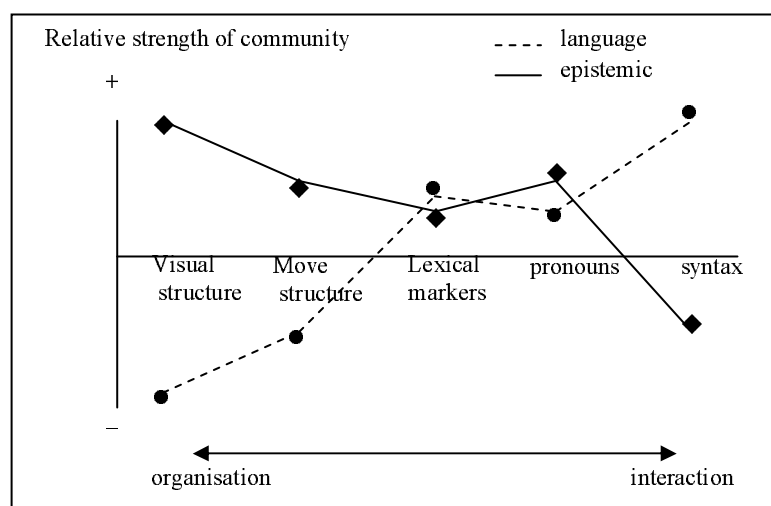 Relative strength of community
language
epistemic
+
Visual
structure
Move
structure
Lexical
markers
pronouns
syntax
–
organisation
interaction